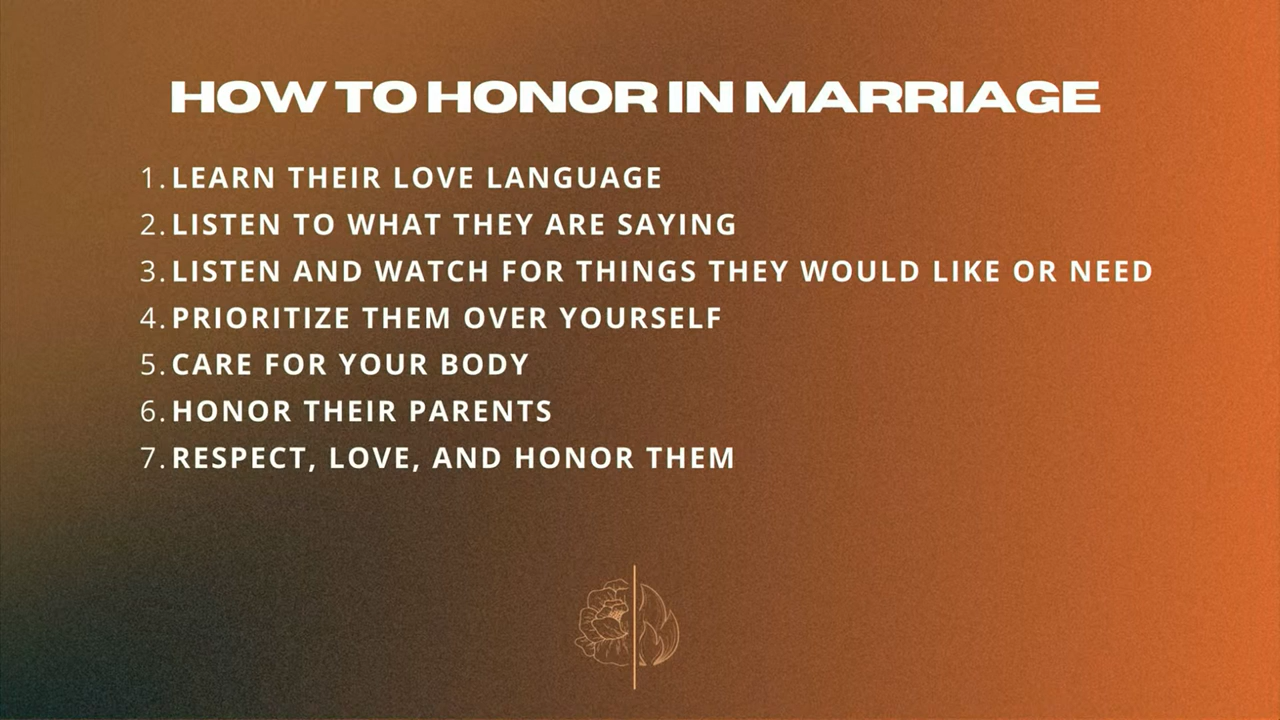 HOW TO HONOR IN MARRIAGE
1. LEARN THEIR LOVE LANGUAGE
2. LISTEN TO WHAT THEY ARE SAYING
3. LISTEN AND WATCH FOR THINGS THEY WOULD LIKE OR NEED
4. PRIORITIZE THEM OVER YOURSELF
5. CARE FOR YOUR BODY
6. HONOR THEIR PARENTS
7. RESPECT, LOVE, AND HONOR THEM